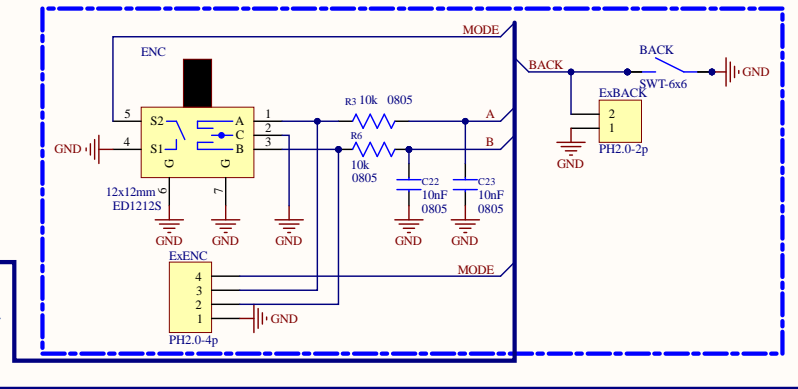 MODE
ENC
BACK
BACK
GND
SWT-6x6
ExBACK
R3 10k 0805
5 S2 A 1
C 2
4 S1 B 3
GND
G G
A
B
R6
10k
0805
2
1
PH2.0-2p
GND
12x12mm
ED1212S
6
7
C22
10nF
0805
C23
10nF
0805
GND
GND
GND
GND
GND
ExENC
MODE
4
3
2
1
GND
PH2.0-4p